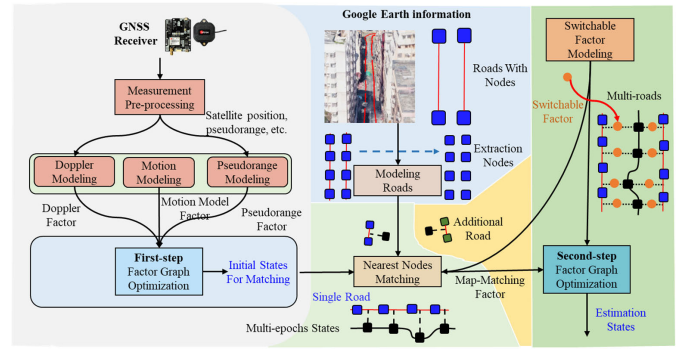 GNSS
Receiver
Measurement
Pre-processing
Satellite position,
pseudorange, etc.
Doppler
Modeling
Motion
Modeling
Pseudorange
Modeling
Doppler
Factor
Motion Model
Factor
Pseudorange
Factor
First-step
Factor Graph
Optimization
Initial States
For Matching
Google Earth information
Roads With
Nodes
Extraction
Nodes
Modeling
Roads
Additional
Road
Nearest Nodes
Matching
Map-Matching
Factor
Single Road
Multi-epochs States
Switchable
Factor
Modeling
Switchable
Factor
Multi-roads
Second-step
Factor Graph
Optimization
Estimation
States